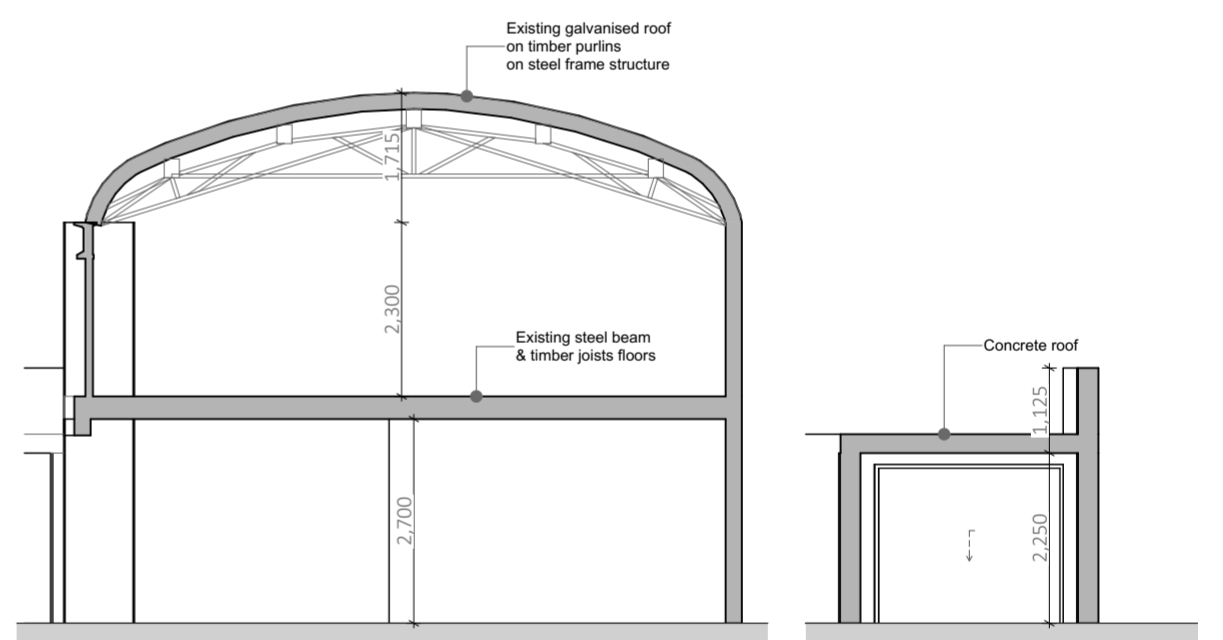 Existing galvanised roof
on timber purlins
on steel frame structure
1,715
2,300
Existing steel beam
& timber joists floors
2,700
Concrete roof
1,125
2,250